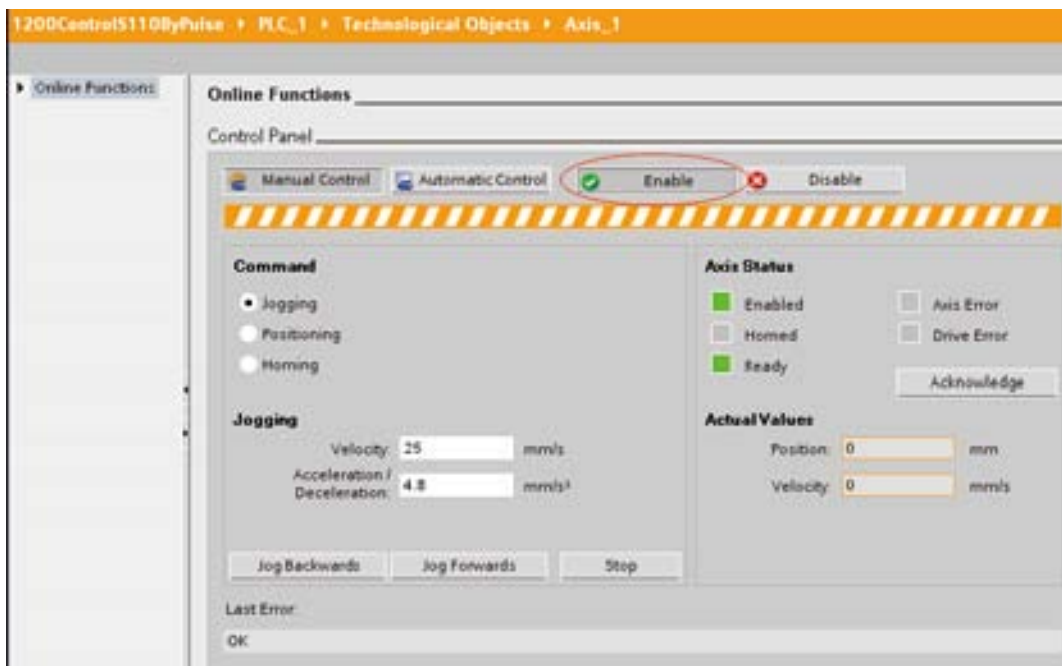 1200ControlS110ByPulse ▸ PLC_1 ▸ Technological Objects ▸ Axis_1
Online Functions
Online Functions
Control Panel
Manual Control Automatic Control Enable Disable
Command
Jogging
Positioning
Homing
Axis Status
Enabled Axis Error
Homed Drive Error
Ready
Acknowledge
Jogging
Velocity: 25 mm/s
Acceleration /
Deceleration: 4.8 mm/s²
Actual Values
Position: 0 mm
Velocity: 0 mm/s
Jog Backwards Jog Forwards Stop
Last Error:
OK